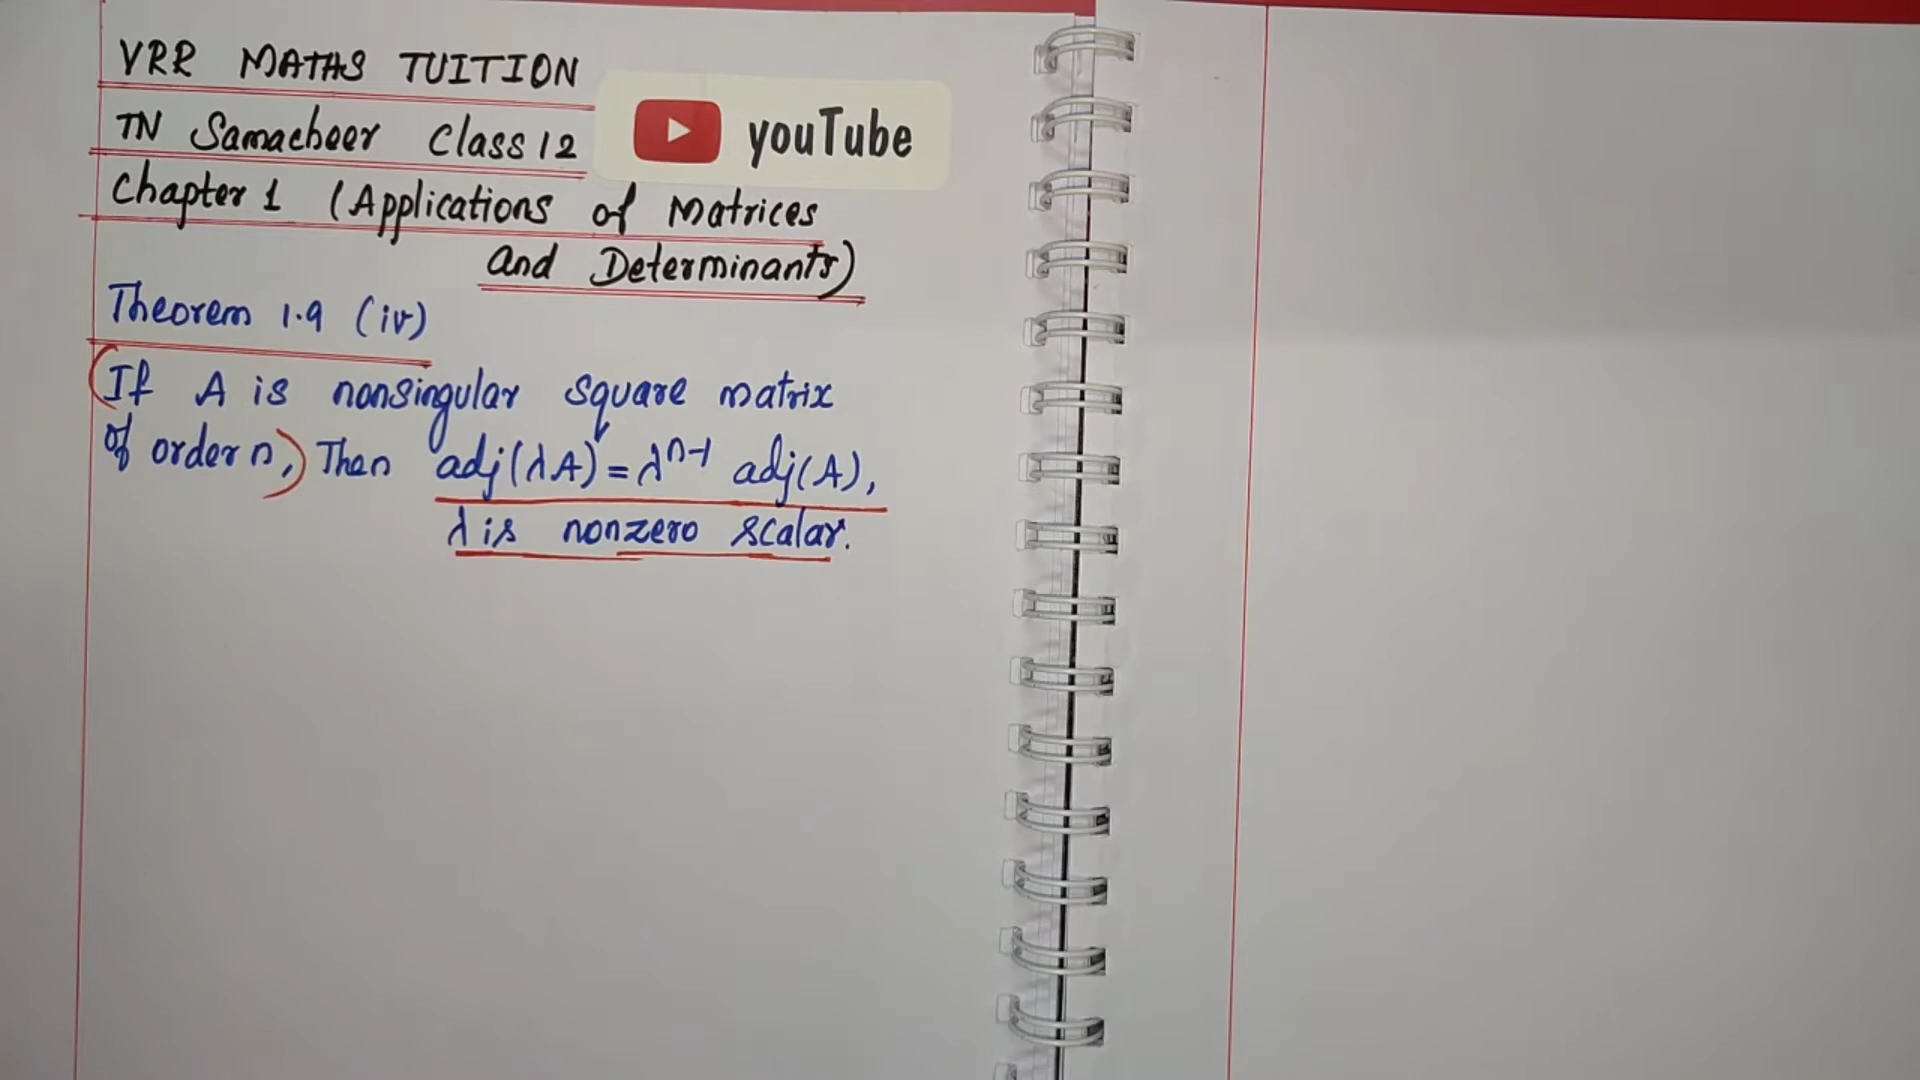 VRR MATHS TUITION
TN Samacheer Class 12
youTube
Chapter 1 (Applications of Matrices
and Determinants)
Theorem 1.9 (iv)
(If A is nonsingular square matrix
of order n,) Then adj(λA) = λⁿ⁻¹ adj(A),
λ is nonzero scalar.